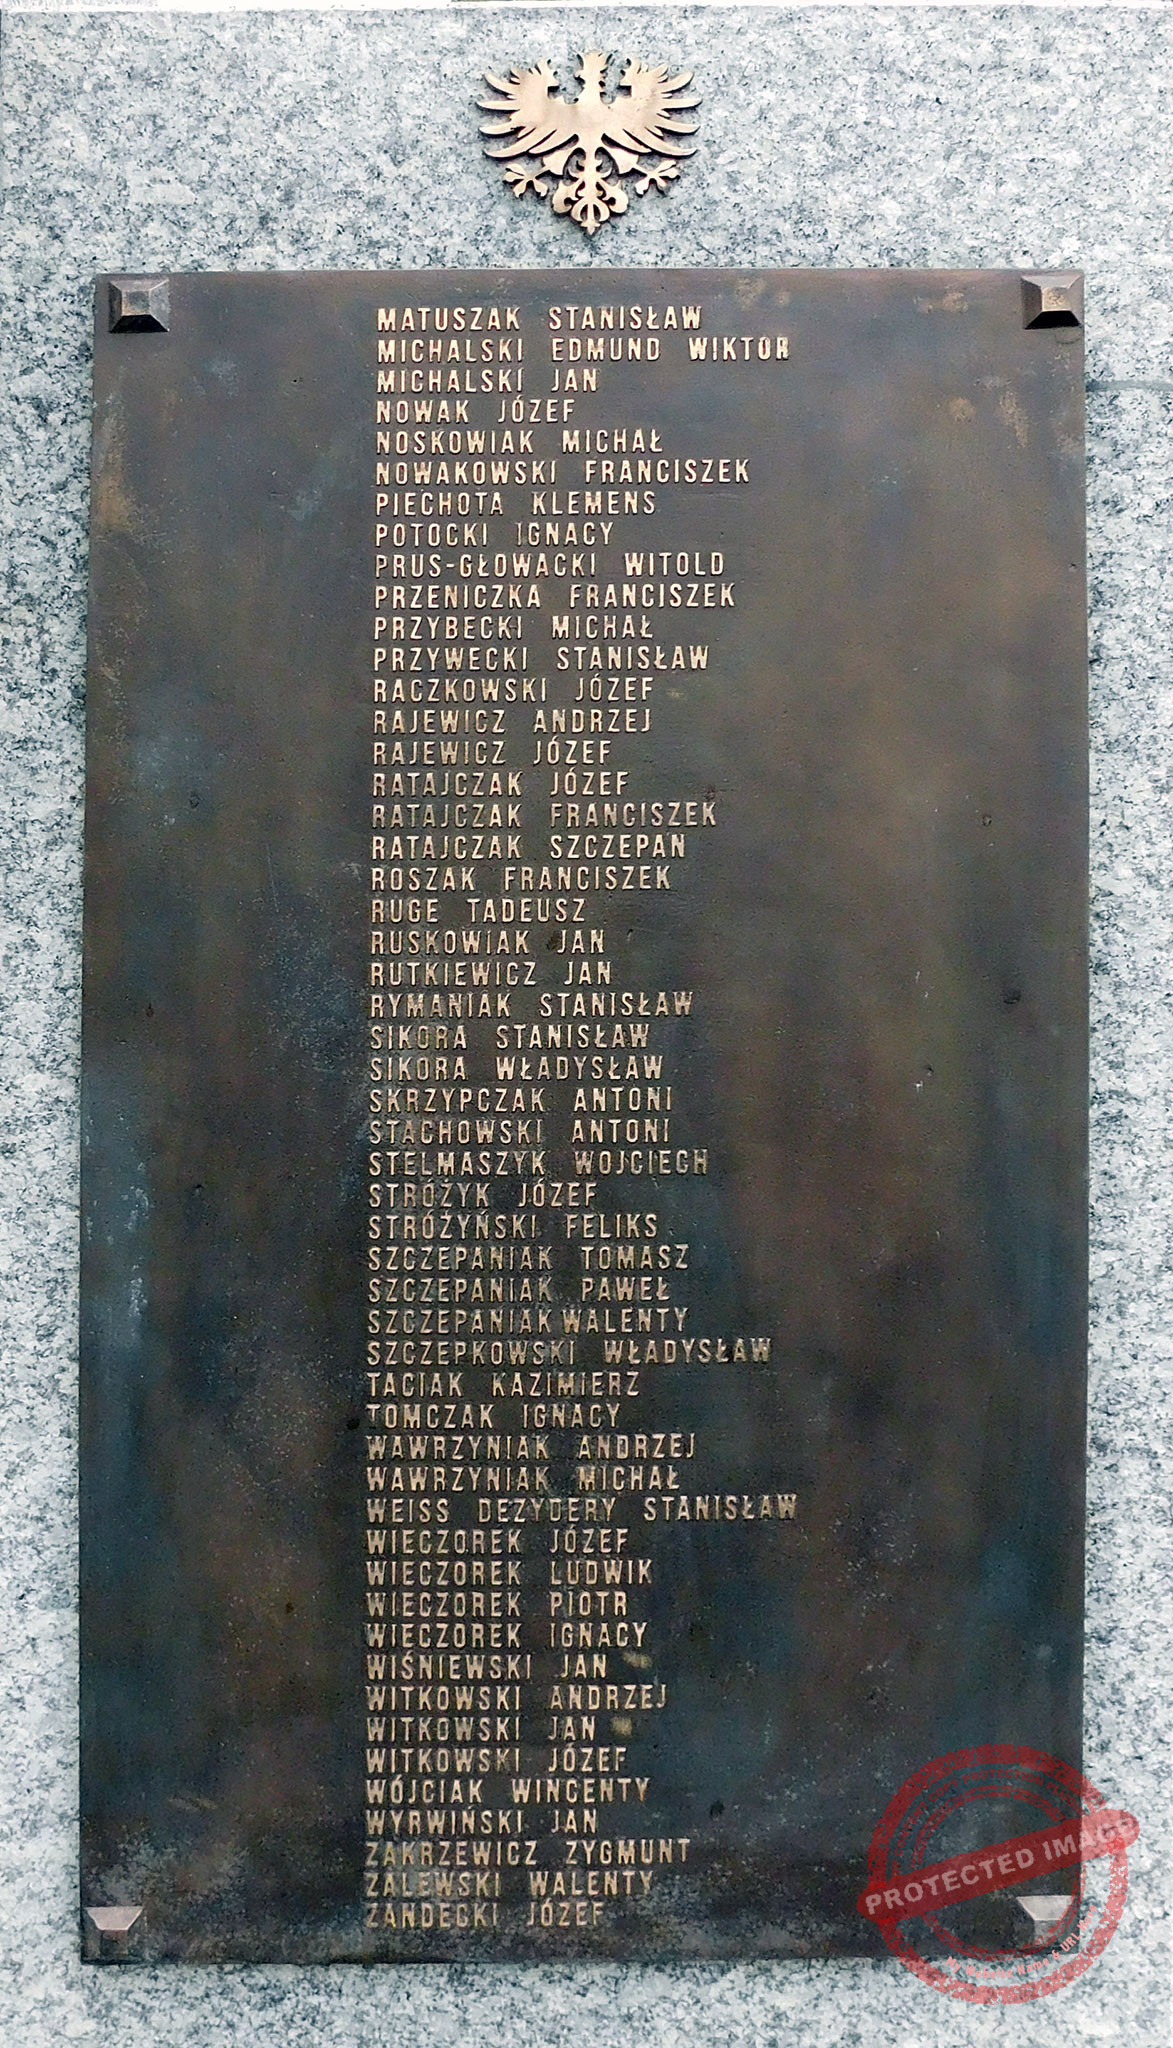 MATUSZAK STANISŁAW
MICHALSKI EDMUND WIKTOR
MICHALSKI JAN
NOWAK JÓZEF
NOSKOWIAK MICHAŁ
NOWAKOWSKI FRANCISZEK
PIECHOTA KLEMENS
POTOCKI IGNACY
PRUS-GŁOWACKI WITOLD
PRZENICZKA FRANCISZEK
PRZYBECKI MICHAŁ
PRZYWECKI STANISŁAW
RACZKOWSKI JÓZEF
RAJEWICZ ANDRZEJ
RAJEWICZ JÓZEF
RATAJCZAK JÓZEF
RATAJCZAK FRANCISZEK
RATAJCZAK SZCZEPAN
ROSZAK FRANCISZEK
RUGE TADEUSZ
RUSKOWIAK JAN
RUTKIEWICZ JAN
RYMANIAK STANISŁAW
SIKORA STANISŁAW
SIKORA WŁADYSŁAW
SKRZYPCZAK ANTONI
STACHOWSKI ANTONI
STELMASZYK WOJCIECH
STRÓŻYK JÓZEF
STRÓŻYŃSKI FELIKS
SZCZEPANIAK TOMASZ
SZCZEPANIAK PAWEŁ
SZCZEPANIAK WALENTY
SZCZEPKOWSKI WŁADYSŁAW
TACIAK KAZIMIERZ
TOMCZAK IGNACY
WAWRZYNIAK ANDRZEJ
WAWRZYNIAK MICHAŁ
WEISS DEZYDERY STANISŁAW
WIECZOREK JÓZEF
WIECZOREK LUDWIK
WIECZOREK PIOTR
WIECZOREK IGNACY
WIŚNIEWSKI JAN
WITKOWSKI ANDRZEJ
WITKOWSKI JAN
WITKOWSKI JÓZEF
WÓJCIAK WINCENTY
WYRWIŃSKI JAN
ZAKRZEWICZ ZYGMUNT
ZALEWSKI WALENTY
ZANDECKI JÓZEF
PROTECTED IMAGE
My Website Name & URL Here